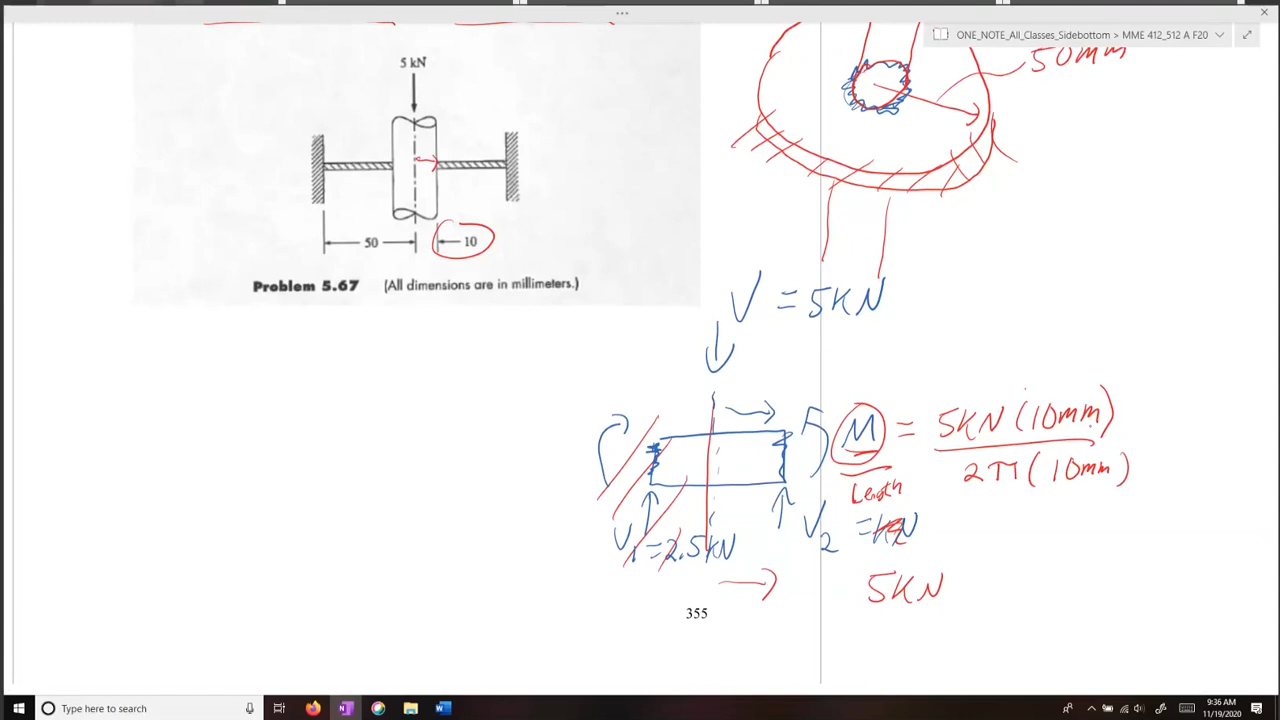 ONE_NOTE_All_Classes_Sidebottom > MME 412_512 A F20
50mm
5 kN
50
10
Problem 5.67 (All dimensions are in millimeters.)
V = 5KN
M = 5KN (10mm)
2π (10mm)
Length
V1 = 2.5KN
V2 =
5KN
355
Type here to search
9:36 AM
11/19/2020